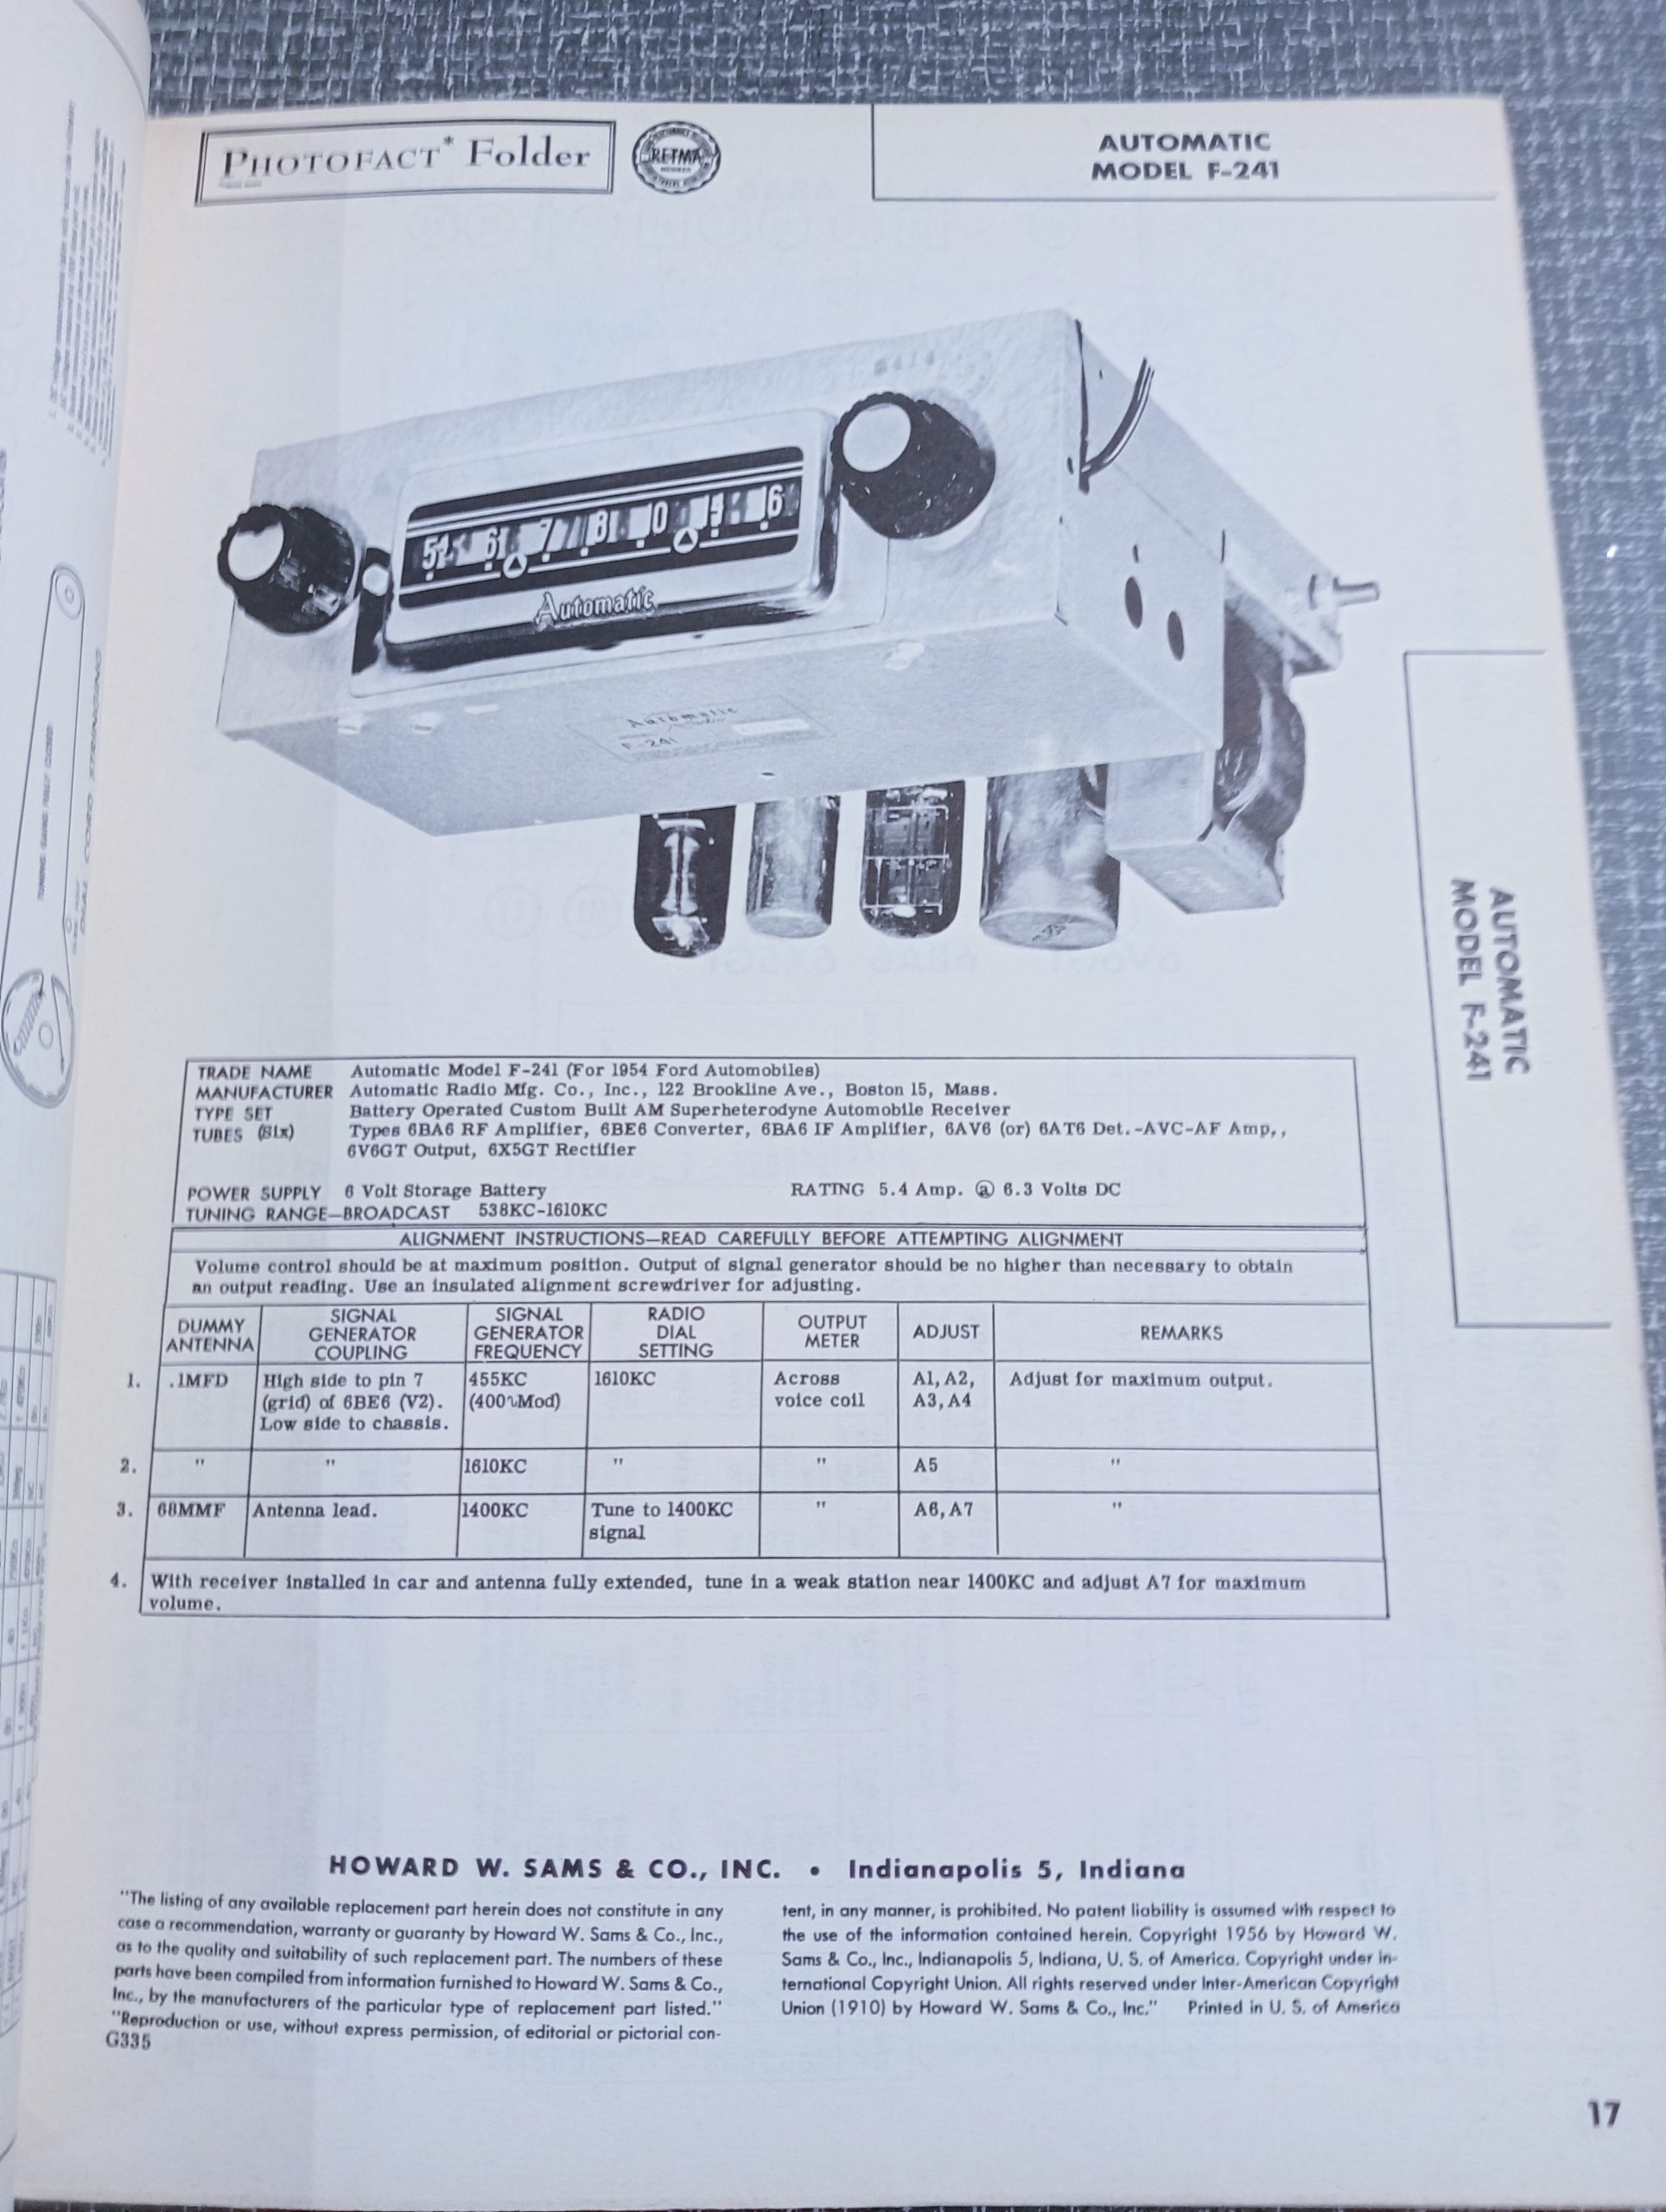 PHOTOFACT* Folder
RETMA
AUTOMATIC
MODEL F-241
5414
51 6 7 8 10 6
Automatic
Automatic
F-241
AUTOMATIC
MODEL F-241
TRADE NAME Automatic Model F-241 (For 1954 Ford Automobiles)
MANUFACTURER Automatic Radio Mfg. Co., Inc., 122 Brookline Ave., Boston 15, Mass.
TYPE SET Battery Operated Custom Built AM Superheterodyne Automobile Receiver
TUBES (Six) Types 6BA6 RF Amplifier, 6BE6 Converter, 6BA6 IF Amplifier, 6AV6 (or) 6AT6 Det.-AVC-AF Amp,,
6V6GT Output, 6X5GT Rectifier
POWER SUPPLY 6 Volt Storage Battery RATING 5.4 Amp. @ 6.3 Volts DC
TUNING RANGE—BROADCAST 538KC-1610KC
ALIGNMENT INSTRUCTIONS—READ CAREFULLY BEFORE ATTEMPTING ALIGNMENT
Volume control should be at maximum position. Output of signal generator should be no higher than necessary to obtain
an output reading. Use an insulated alignment screwdriver for adjusting.
DUMMY
ANTENNA
SIGNAL
GENERATOR
COUPLING
SIGNAL
GENERATOR
FREQUENCY
RADIO
DIAL
SETTING
OUTPUT
METER
ADJUST
REMARKS
1. .1MFD High side to pin 7 455KC 1610KC Across A1, A2, Adjust for maximum output.
(grid) of 6BE6 (V2). (400~Mod) voice coil A3, A4
Low side to chassis.
2. " " 1610KC " " A5 "
3. 68MMF Antenna lead. 1400KC Tune to 1400KC " A6, A7 "
signal
4. With receiver installed in car and antenna fully extended, tune in a weak station near 1400KC and adjust A7 for maximum
volume.
HOWARD W. SAMS & CO., INC. • Indianapolis 5, Indiana
"The listing of any available replacement part herein does not constitute in any
case a recommendation, warranty or guaranty by Howard W. Sams & Co., Inc.,
as to the quality and suitability of such replacement part. The numbers of these
parts have been compiled from information furnished to Howard W. Sams & Co.,
Inc., by the manufacturers of the particular type of replacement part listed."
"Reproduction or use, without express permission, of editorial or pictorial con-
tent, in any manner, is prohibited. No patent liability is assumed with respect to
the use of the information contained herein. Copyright 1956 by Howard W.
Sams & Co., Inc., Indianapolis 5, Indiana, U. S. of America. Copyright under in-
ternational Copyright Union. All rights reserved under Inter-American Copyright
Union (1910) by Howard W. Sams & Co., Inc." Printed in U. S. of America
G335
17